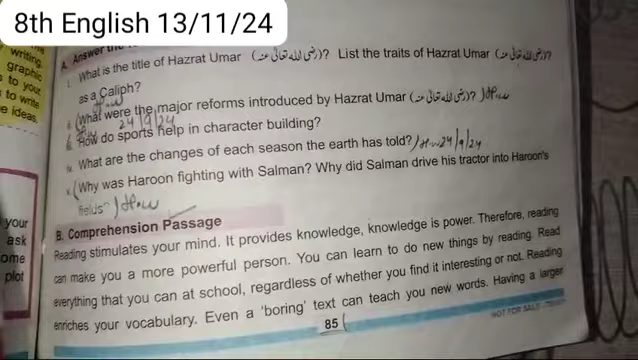 8th English 13/11/24
writing
graphic
s to your
s to write
e ideas
A. Answer the
i. What is the title of Hazrat Umar (رضی اللہ تعالیٰ عنہ)? List the traits of Hazrat Umar (رضی اللہ تعالیٰ عنہ)?
as a Caliph?
ii. (What were the major reforms introduced by Hazrat Umar (رضی اللہ تعالیٰ عنہ)?
24/9/24
How do sports help in character building?
iv. What are the changes of each season the earth has told?) H.w 24/9/24
v. (Why was Haroon fighting with Salman? Why did Salman drive his tractor into Haroon's
fields) H.w
B. Comprehension Passage
Reading stimulates your mind. It provides knowledge, knowledge is power. Therefore, reading
can make you a more powerful person. You can learn to do new things by reading. Read
everything that you can at school, regardless of whether you find it interesting or not. Reading
enriches your vocabulary. Even a 'boring' text can teach you new words. Having a larger
your
ask
ome
plot
85
NOT FOR SALE